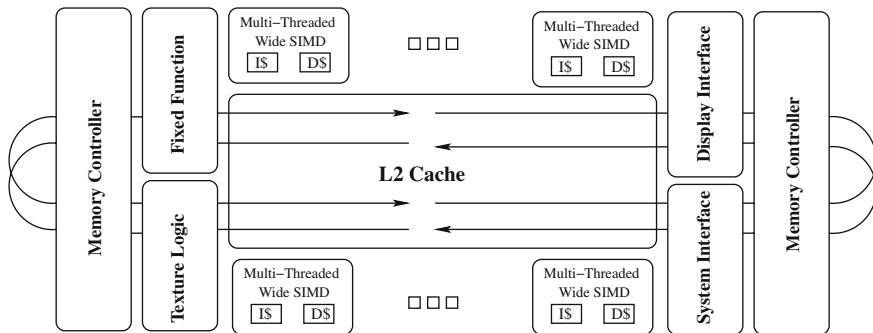 Memory Controller
Fixed Function
Texture Logic
Multi−Threaded
Wide SIMD
I$ D$
Multi−Threaded
Wide SIMD
I$ D$
L2 Cache
Multi−Threaded
Wide SIMD
I$ D$
Multi−Threaded
Wide SIMD
I$ D$
Display Interface
System Interface
Memory Controller